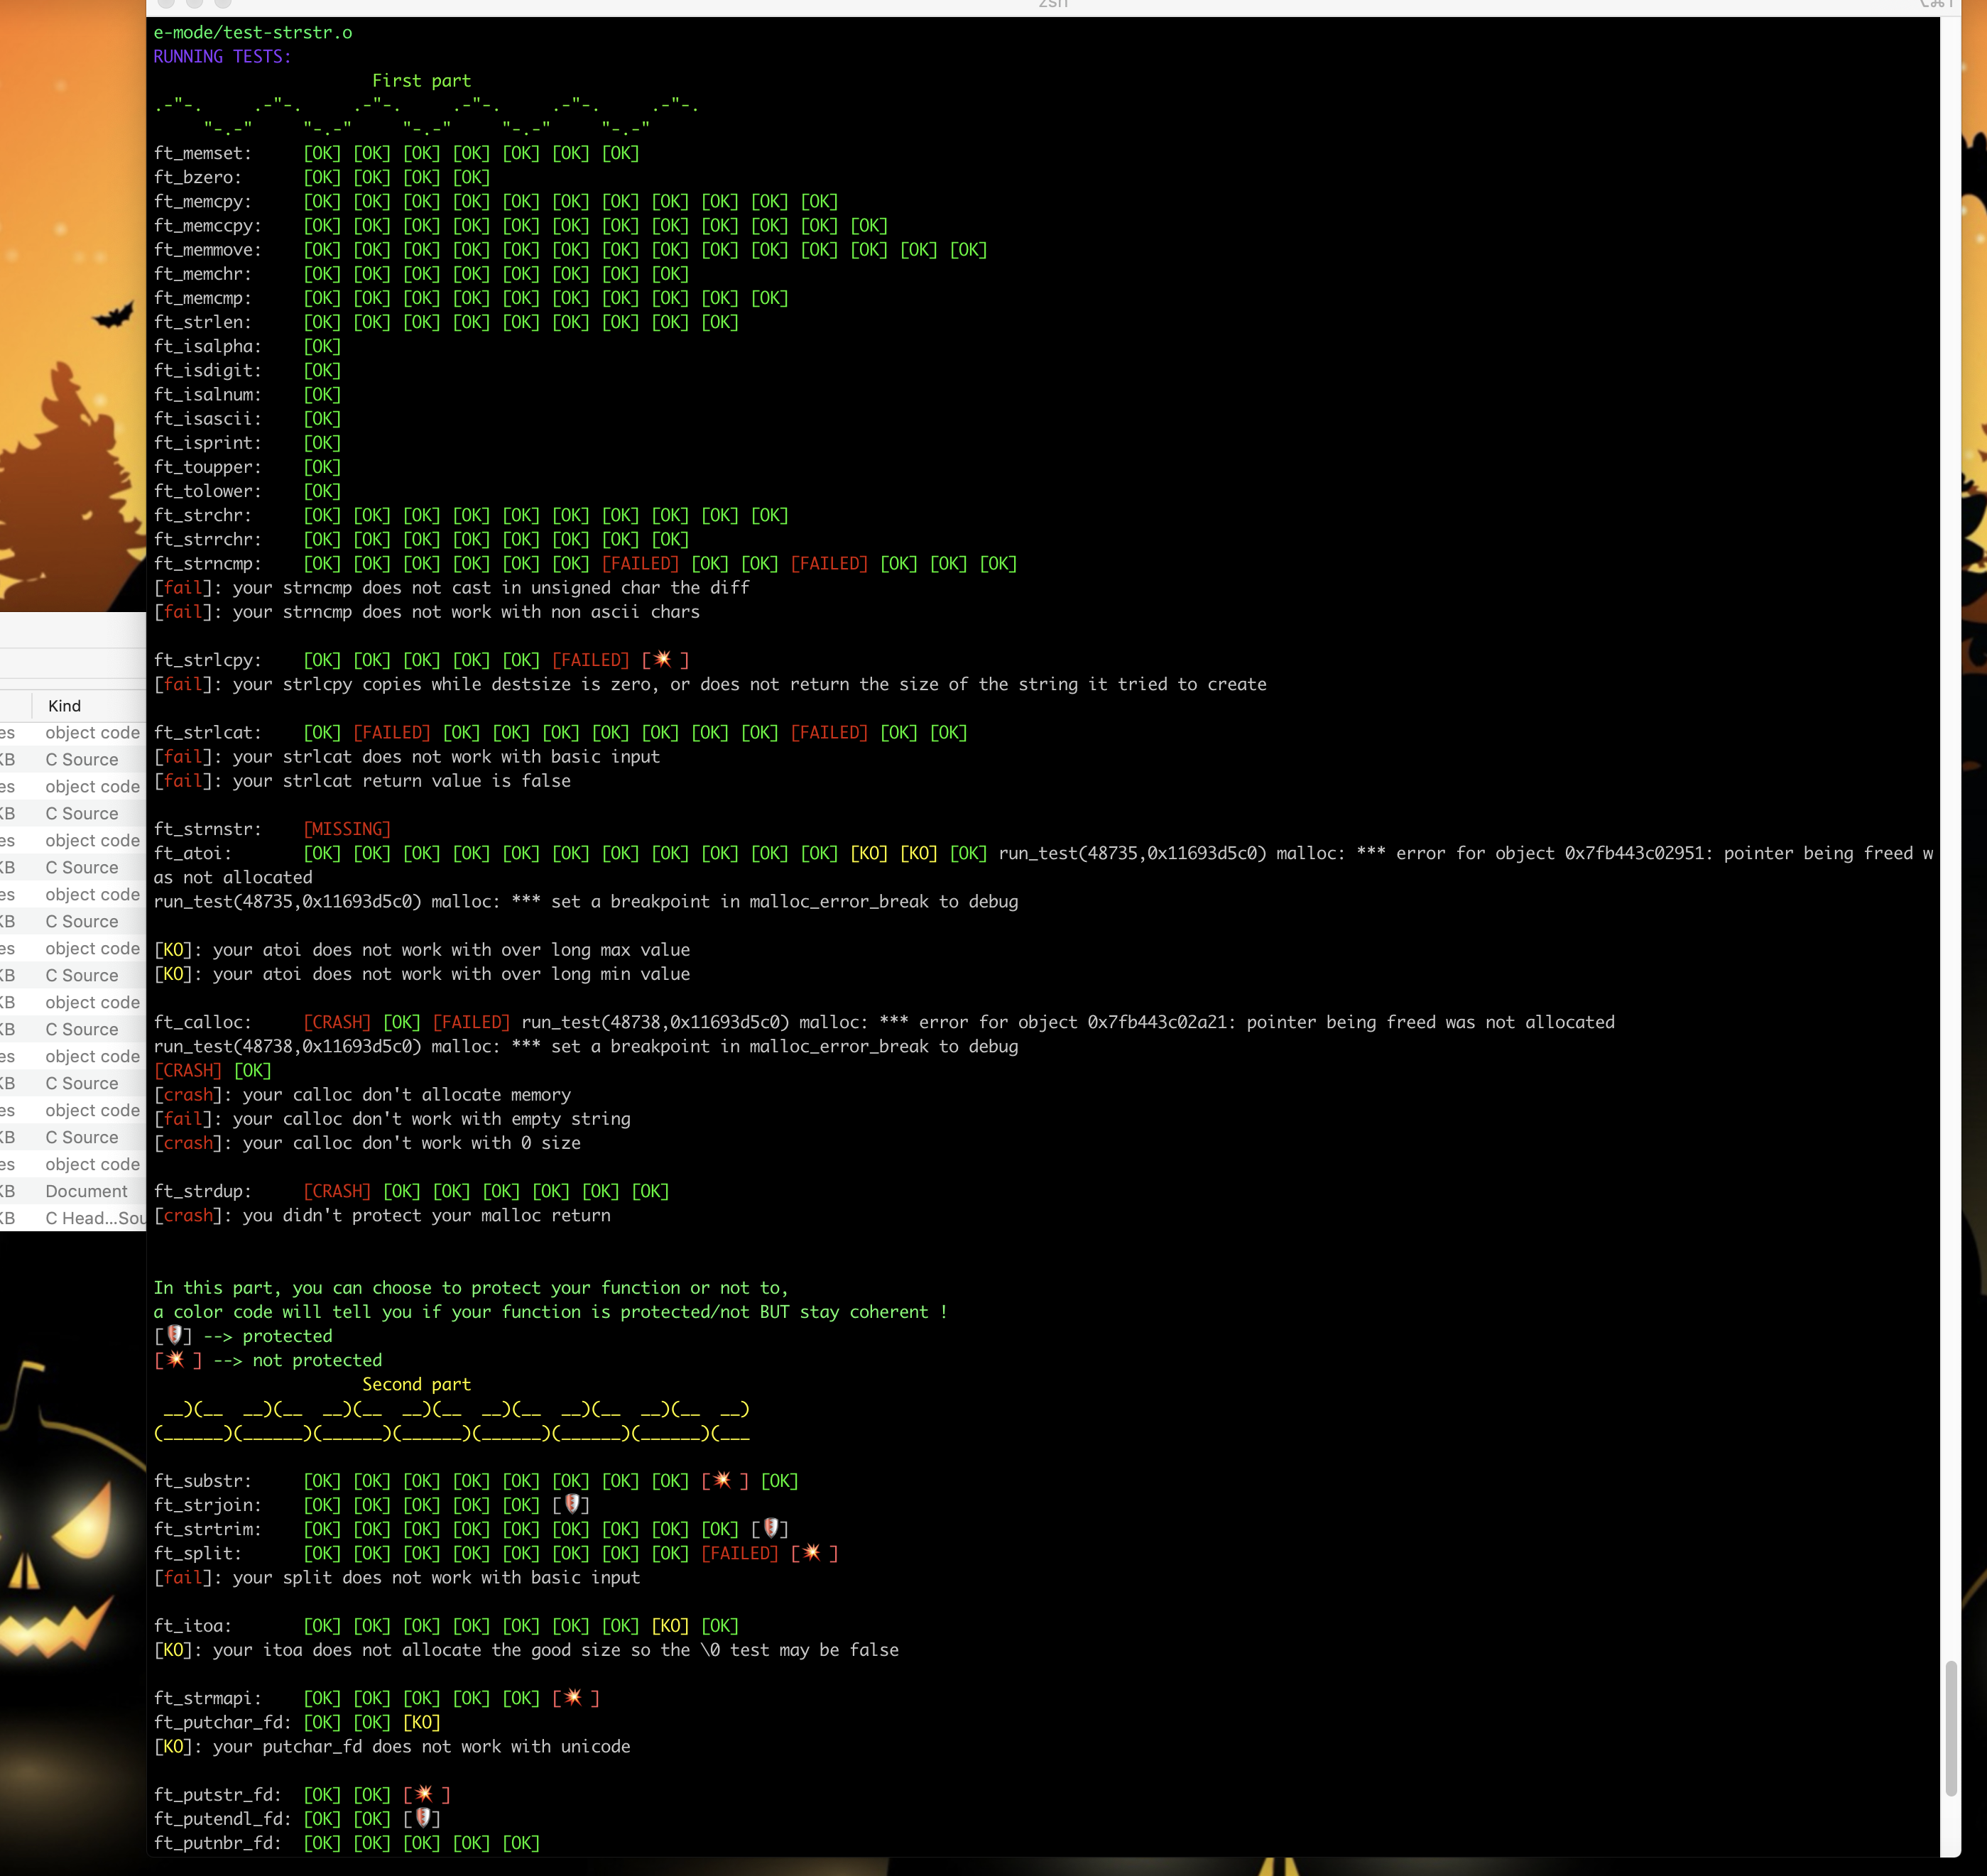 zsh
e-mode/test-strstr.o
RUNNING TESTS:
First part
.-"-. .-"-. .-"-. .-"-. .-"-. .-"-.
"-.-" "-.-" "-.-" "-.-" "-.-"
ft_memset: [OK] [OK] [OK] [OK] [OK] [OK] [OK]
ft_bzero: [OK] [OK] [OK] [OK]
ft_memcpy: [OK] [OK] [OK] [OK] [OK] [OK] [OK] [OK] [OK] [OK] [OK]
ft_memccpy: [OK] [OK] [OK] [OK] [OK] [OK] [OK] [OK] [OK] [OK] [OK] [OK]
ft_memmove: [OK] [OK] [OK] [OK] [OK] [OK] [OK] [OK] [OK] [OK] [OK] [OK] [OK] [OK]
ft_memchr: [OK] [OK] [OK] [OK] [OK] [OK] [OK] [OK]
ft_memcmp: [OK] [OK] [OK] [OK] [OK] [OK] [OK] [OK] [OK] [OK]
ft_strlen: [OK] [OK] [OK] [OK] [OK] [OK] [OK] [OK] [OK]
ft_isalpha: [OK]
ft_isdigit: [OK]
ft_isalnum: [OK]
ft_isascii: [OK]
ft_isprint: [OK]
ft_toupper: [OK]
ft_tolower: [OK]
ft_strchr: [OK] [OK] [OK] [OK] [OK] [OK] [OK] [OK] [OK] [OK]
ft_strrchr: [OK] [OK] [OK] [OK] [OK] [OK] [OK] [OK]
ft_strncmp: [OK] [OK] [OK] [OK] [OK] [OK] [FAILED] [OK] [OK] [FAILED] [OK] [OK] [OK]
[fail]: your strncmp does not cast in unsigned char the diff
[fail]: your strncmp does not work with non ascii chars
ft_strlcpy: [OK] [OK] [OK] [OK] [OK] [FAILED] [💥 ]
[fail]: your strlcpy copies while destsize is zero, or does not return the size of the string it tried to create
ft_strlcat: [OK] [FAILED] [OK] [OK] [OK] [OK] [OK] [OK] [OK] [FAILED] [OK] [OK]
[fail]: your strlcat does not work with basic input
[fail]: your strlcat return value is false
ft_strnstr: [MISSING]
ft_atoi: [OK] [OK] [OK] [OK] [OK] [OK] [OK] [OK] [OK] [OK] [OK] [KO] [KO] [OK] run_test(48735,0x11693d5c0) malloc: *** error for object 0x7fb443c02951: pointer being freed w
as not allocated
run_test(48735,0x11693d5c0) malloc: *** set a breakpoint in malloc_error_break to debug
[KO]: your atoi does not work with over long max value
[KO]: your atoi does not work with over long min value
ft_calloc: [CRASH] [OK] [FAILED] run_test(48738,0x11693d5c0) malloc: *** error for object 0x7fb443c02a21: pointer being freed was not allocated
run_test(48738,0x11693d5c0) malloc: *** set a breakpoint in malloc_error_break to debug
[CRASH] [OK]
[crash]: your calloc don't allocate memory
[fail]: your calloc don't work with empty string
[crash]: your calloc don't work with 0 size
ft_strdup: [CRASH] [OK] [OK] [OK] [OK] [OK] [OK]
[crash]: you didn't protect your malloc return
In this part, you can choose to protect your function or not to,
a color code will tell you if your function is protected/not BUT stay coherent !
[🛡] --> protected
[💥 ] --> not protected
Second part
__)(__ __)(__ __)(__ __)(__ __)(__ __)(__ __)(__ __)
(______)(______)(______)(______)(______)(______)(______)(___
ft_substr: [OK] [OK] [OK] [OK] [OK] [OK] [OK] [OK] [💥 ] [OK]
ft_strjoin: [OK] [OK] [OK] [OK] [OK] [🛡]
ft_strtrim: [OK] [OK] [OK] [OK] [OK] [OK] [OK] [OK] [OK] [🛡]
ft_split: [OK] [OK] [OK] [OK] [OK] [OK] [OK] [OK] [FAILED] [💥 ]
[fail]: your split does not work with basic input
ft_itoa: [OK] [OK] [OK] [OK] [OK] [OK] [OK] [KO] [OK]
[KO]: your itoa does not allocate the good size so the \0 test may be false
ft_strmapi: [OK] [OK] [OK] [OK] [OK] [💥 ]
ft_putchar_fd: [OK] [OK] [KO]
[KO]: your putchar_fd does not work with unicode
ft_putstr_fd: [OK] [OK] [💥 ]
ft_putendl_fd: [OK] [OK] [🛡]
ft_putnbr_fd: [OK] [OK] [OK] [OK] [OK]
Kind
es object code
KB C Source
es object code
KB C Source
es object code
KB C Source
es object code
KB C Source
es object code
KB C Source
es object code
KB C Source
es object code
KB C Source
es object code
KB C Source
es object code
KB Document
KB C Head...Sou